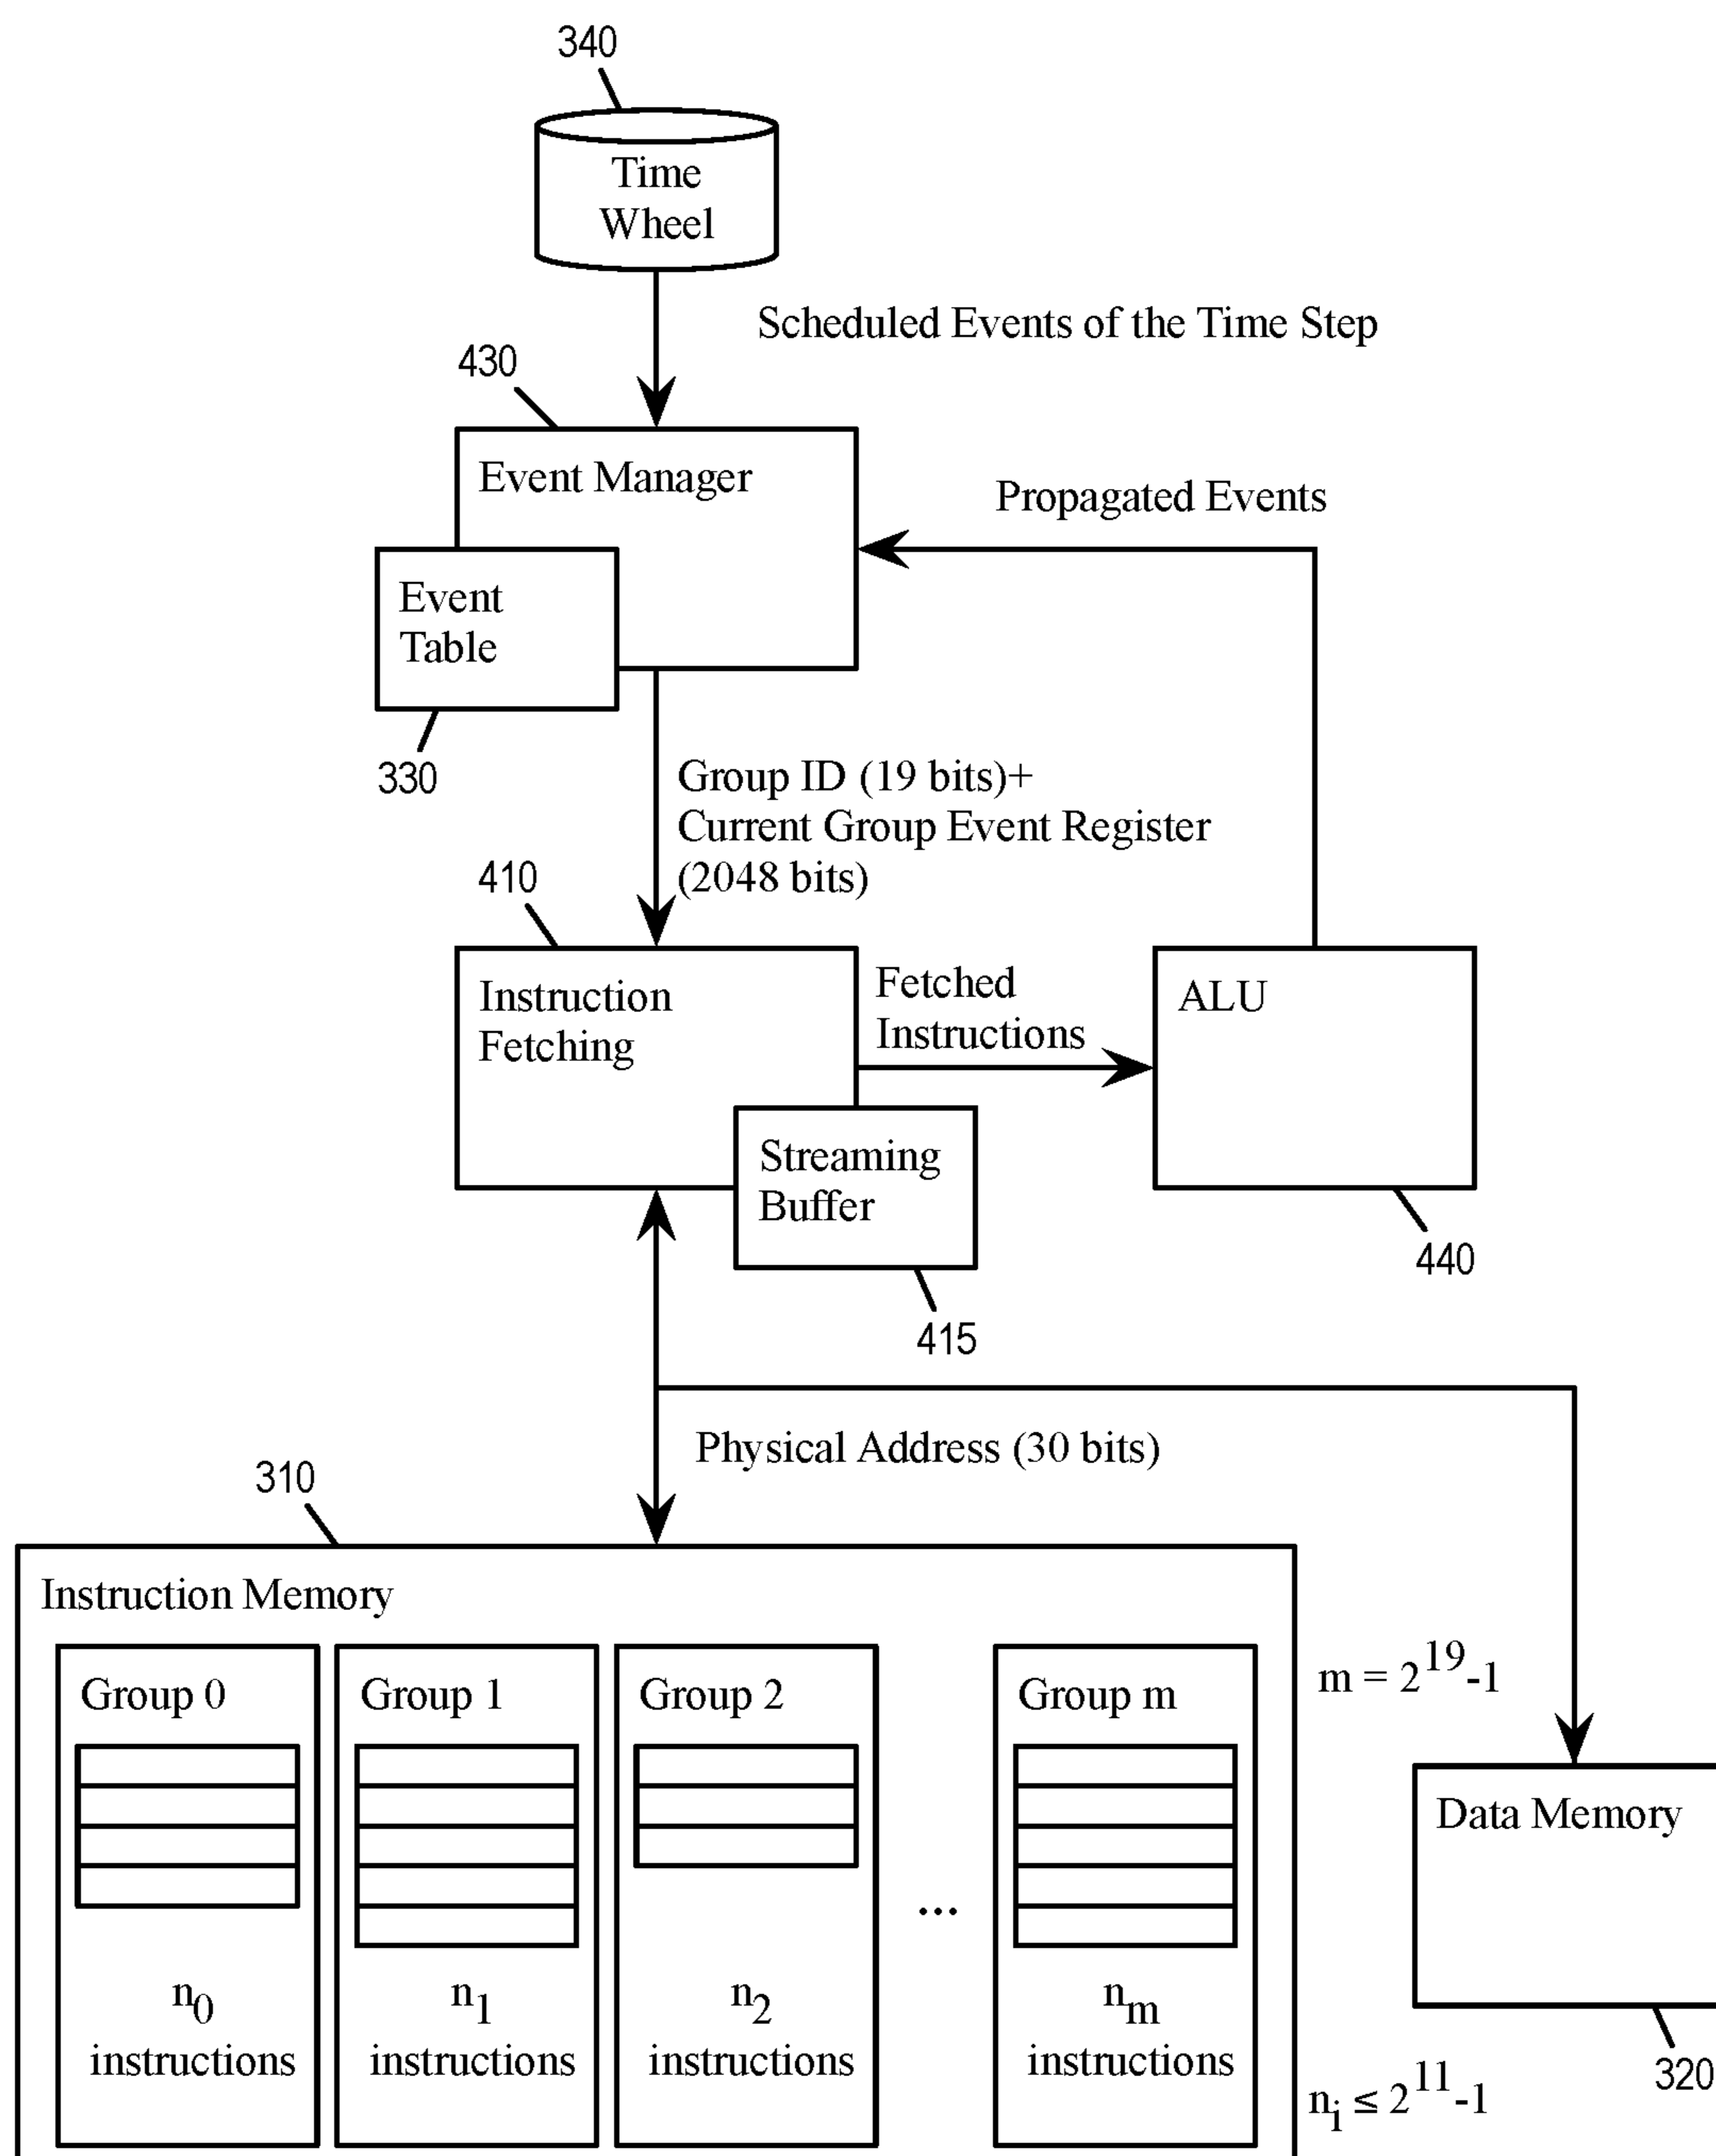 340
Time
Wheel
Scheduled Events of the Time Step
430
Event Manager
Propagated Events
Event
Table
330
Group ID (19 bits)+
Current Group Event Register
(2048 bits)
410
Instruction
Fetching
Fetched
Instructions
ALU
Streaming
Buffer
440
415
Physical Address (30 bits)
310
Instruction Memory
Group 0
Group 1
Group 2
Group m
m = 2^19-1
Data Memory
...
n0
instructions
n1
instructions
n2
instructions
nm
instructions
320
ni ≤ 2^11-1